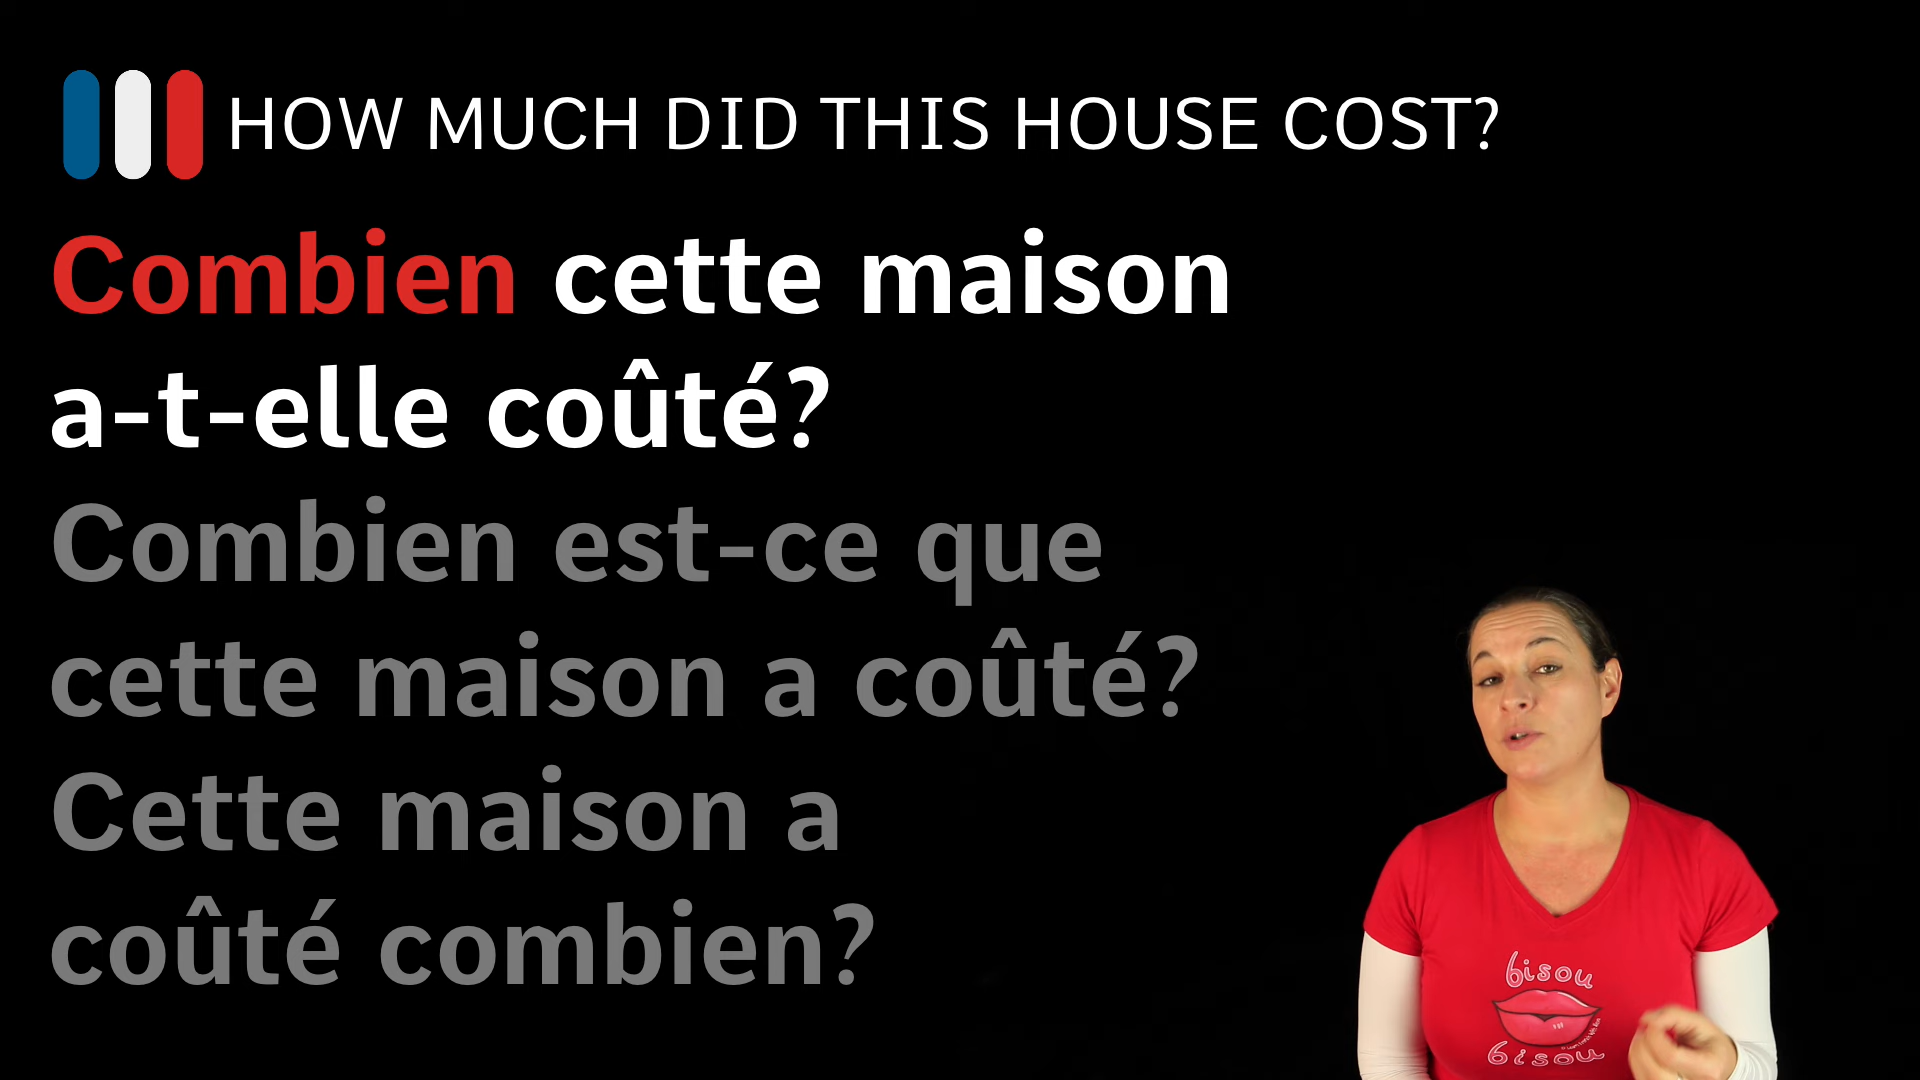 HOW MUCH DID THIS HOUSE COST?
Combien cette maison
a-t-elle coûté?
Combien est-ce que
cette maison a coûté?
Cette maison a
coûté combien?
bisou
bisou